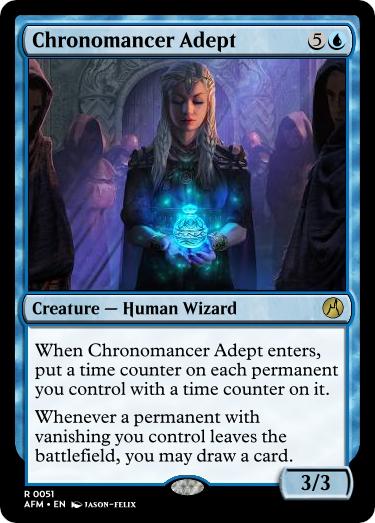 Chronomancer Adept 5
Creature — Human Wizard
When Chronomancer Adept enters,
put a time counter on each permanent
you control with a time counter on it.
Whenever a permanent with
vanishing you control leaves the
battlefield, you may draw a card.
3/3
R 0051
AFM • EN JASON-FELIX